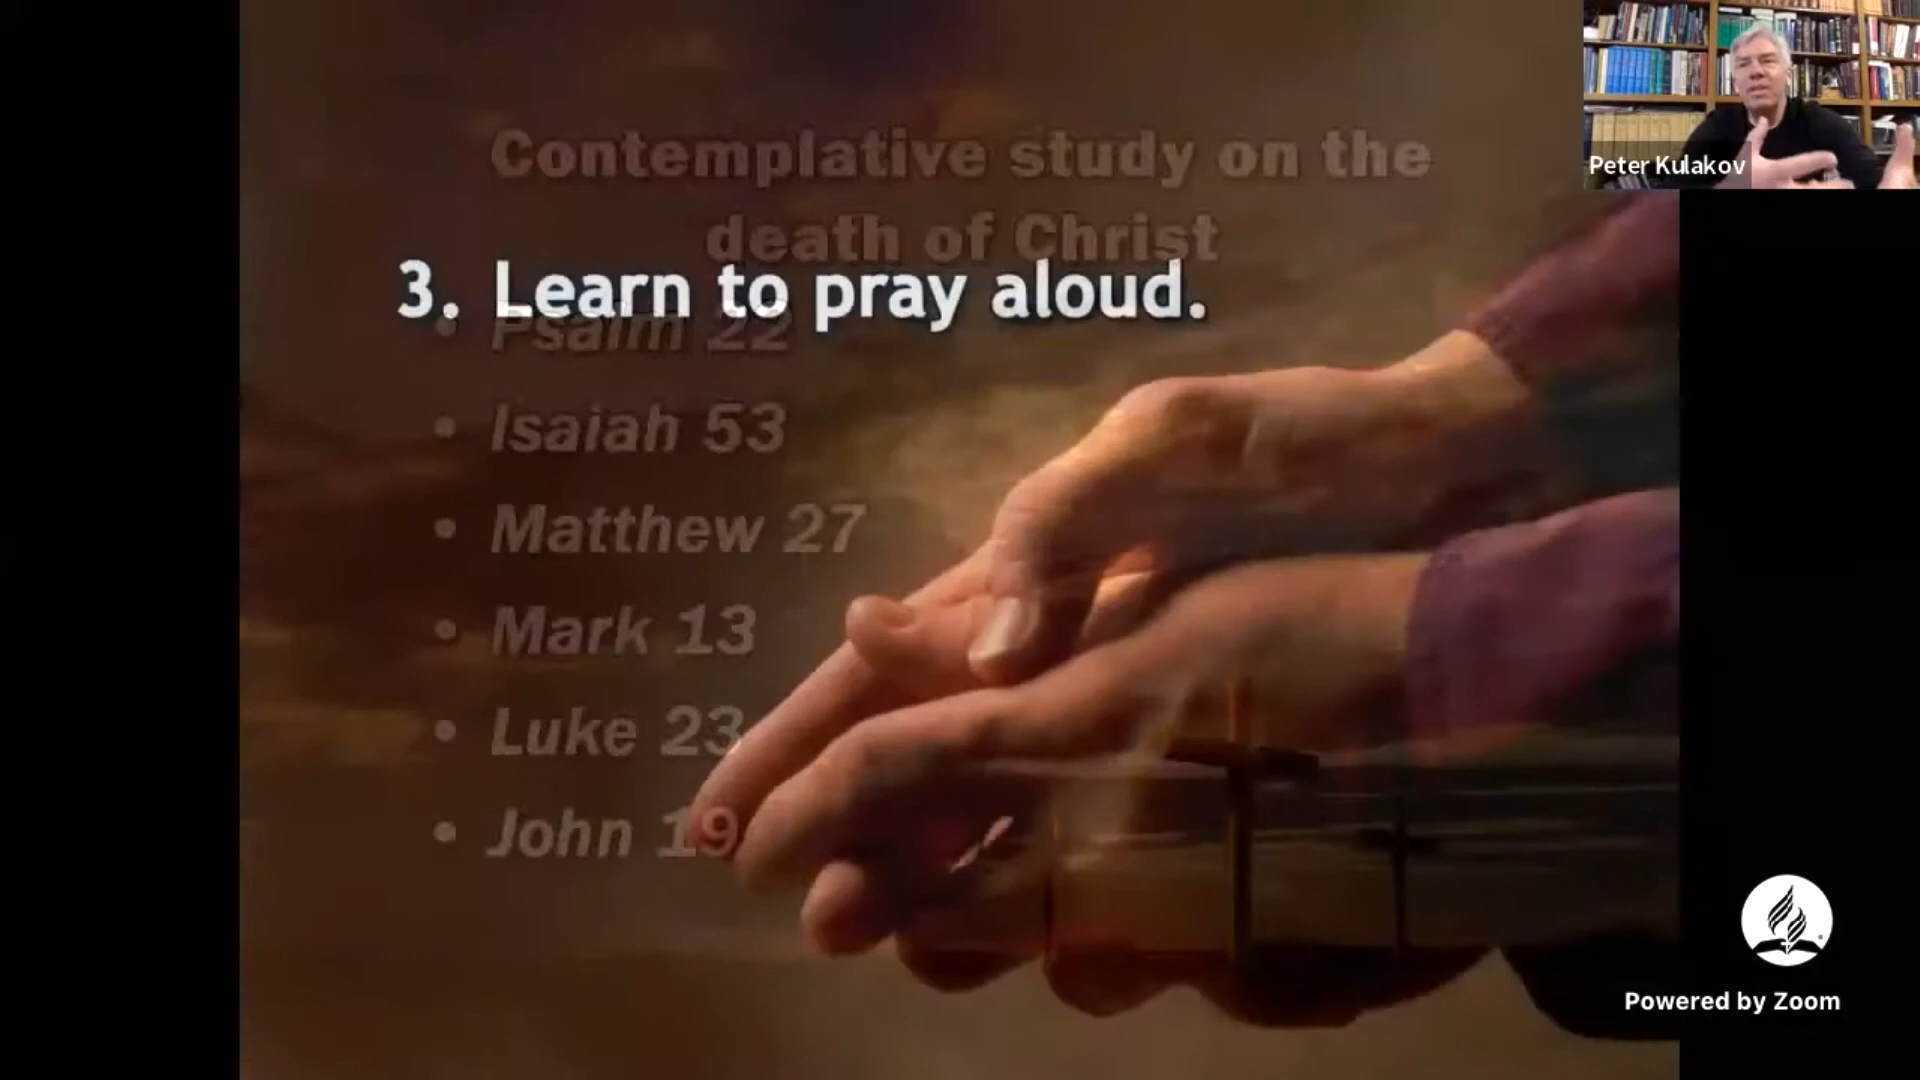 Contemplative study on the
death of Christ
3. Learn to pray aloud.
• Psalm 22
• Isaiah 53
• Matthew 27
• Mark 13
• Luke 23
• John 19
Peter Kulakov
Powered by Zoom